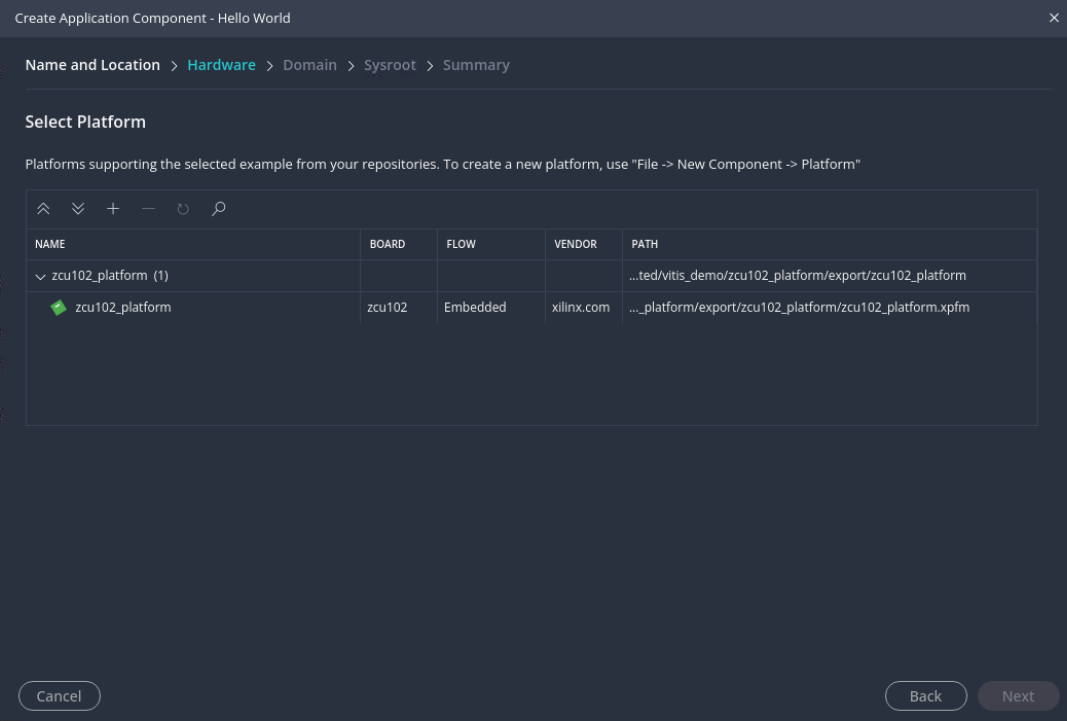 Create Application Component - Hello World
Name and Location > Hardware > Domain > Sysroot > Summary
Select Platform
Platforms supporting the selected example from your repositories. To create a new platform, use "File -> New Component -> Platform"
NAME BOARD FLOW VENDOR PATH
zcu102_platform (1) ...ted/vitis_demo/zcu102_platform/export/zcu102_platform
zcu102_platform zcu102 Embedded xilinx.com ..._platform/export/zcu102_platform/zcu102_platform.xpfm
Cancel Back Next